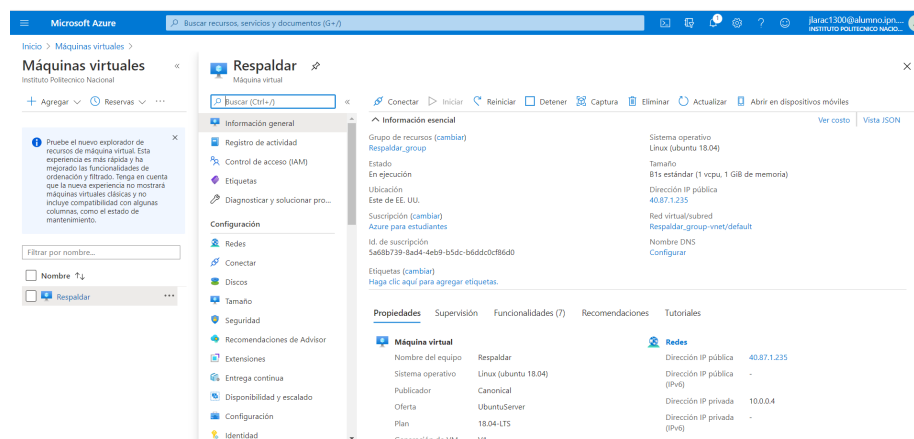 Microsoft Azure
Buscar recursos, servicios y documentos (G+/)
jlarac1300@alumno.ipn....
INSTITUTO POLITECNICO NACIO...
Inicio > Máquinas virtuales >
Máquinas virtuales
Instituto Politecnico Nacional
Agregar
Reservas
Pruebe el nuevo explorador de
recursos de máquina virtual. Esta
experiencia es más rápida y ha
mejorado las funcionalidades de
ordenación y filtrado. Tenga en cuenta
que la nueva experiencia no mostrará
máquinas virtuales clásicas y no
incluye compatibilidad con algunas
columnas, como el estado de
mantenimiento.
Filtrar por nombre...
Nombre ↑↓
Respaldar
Respaldar
Máquina virtual
Buscar (Ctrl+/)
Información general
Registro de actividad
Control de acceso (IAM)
Etiquetas
Diagnosticar y solucionar pro...
Configuración
Redes
Conectar
Discos
Tamaño
Seguridad
Recomendaciones de Advisor
Extensiones
Entrega continua
Disponibilidad y escalado
Configuración
Identidad
Conectar Iniciar Reiniciar Detener Captura Eliminar Actualizar Abrir en dispositivos móviles
Información esencial
Ver costo Vista JSON
Grupo de recursos (cambiar)
Respaldar_group
Estado
En ejecución
Ubicación
Este de EE. UU.
Suscripción (cambiar)
Azure para estudiantes
Id. de suscripción
5a68b739-8ad4-4eb9-b5dc-b6ddc0cf86d0
Etiquetas (cambiar)
Haga clic aquí para agregar etiquetas.
Sistema operativo
Linux (ubuntu 18.04)
Tamaño
B1s estándar (1 vcpu, 1 GiB de memoria)
Dirección IP pública
40.87.1.235
Red virtual/subred
Respaldar_group-vnet/default
Nombre DNS
Configurar
Propiedades Supervisión Funcionalidades (7) Recomendaciones Tutoriales
Máquina virtual
Nombre del equipo Respaldar
Sistema operativo Linux (ubuntu 18.04)
Publicador Canonical
Oferta UbuntuServer
Plan 18.04-LTS
Redes
Dirección IP pública 40.87.1.235
Dirección IP pública -
(IPv6)
Dirección IP privada 10.0.0.4
Dirección IP privada -
(IPv6)